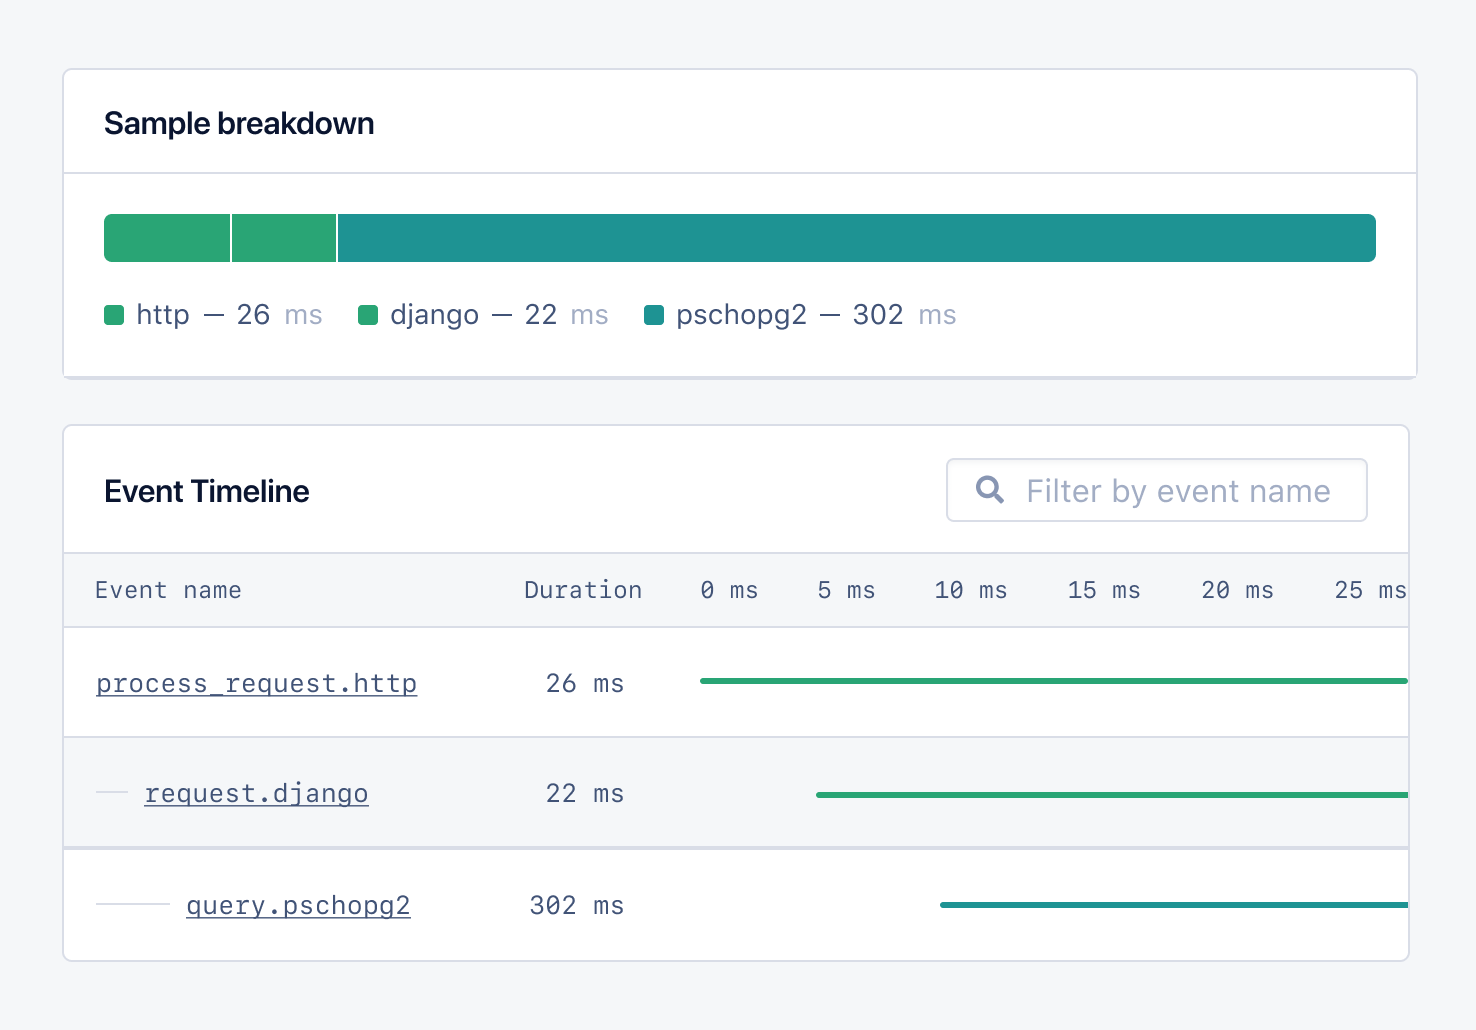 Sample breakdown
http — 26 ms django — 22 ms pschopg2 — 302 ms
Event Timeline
Filter by event name
Event name Duration 0 ms 5 ms 10 ms 15 ms 20 ms 25 ms
process_request.http 26 ms
request.django 22 ms
query.pschopg2 302 ms